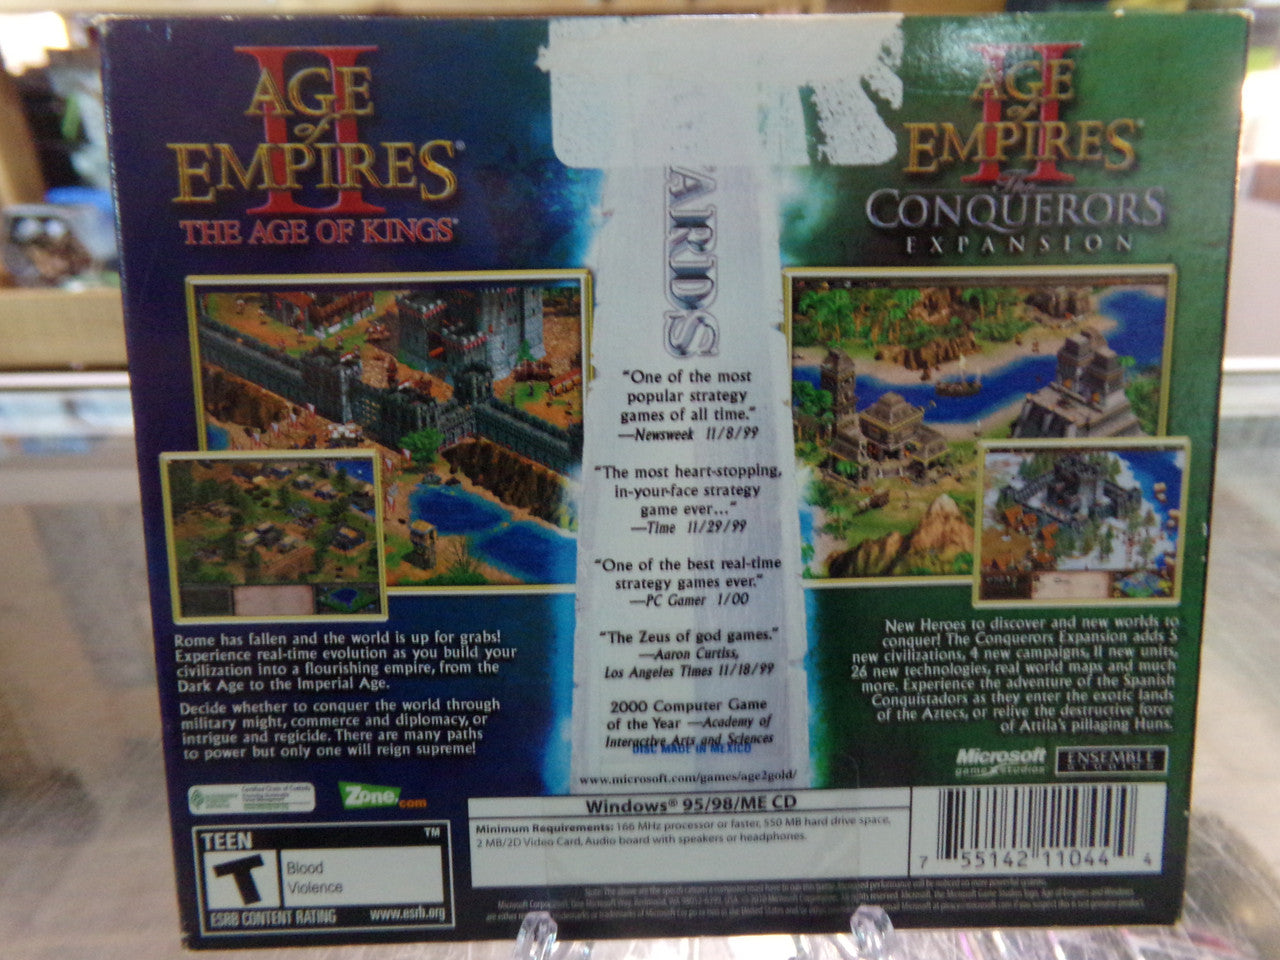 II
AGE
of
EMPIRES®
THE AGE OF KINGS®
II
AGE
of
EMPIRES®
The
CONQUERORS
EXPANSION
ARDS
"One of the most
popular strategy
games of all time."
—Newsweek 11/8/99
"The most heart-stopping,
in-your-face strategy
game ever..."
—Time 11/29/99
"One of the best real-time
strategy games ever."
—PC Gamer 1/00
"The Zeus of god games."
—Aaron Curtiss,
Los Angeles Times 11/18/99
2000 Computer Game
of the Year —Academy of
Interactive Arts and Sciences
DISC MADE IN MEXICO
www.microsoft.com/games/age2gold/
Rome has fallen and the world is up for grabs!
Experience real-time evolution as you build your
civilization into a flourishing empire, from the
Dark Age to the Imperial Age.
Decide whether to conquer the world through
military might, commerce and diplomacy, or
intrigue and regicide. There are many paths
to power but only one will reign supreme!
New Heroes to discover and new worlds to
conquer! The Conquerors Expansion adds 5
new civilizations, 4 new campaigns, 11 new units,
26 new technologies, real world maps and much
more. Experience the adventure of the Spanish
Conquistadors as they enter the exotic lands
of the Aztecs, or relive the destructive force
of Attila's pillaging Huns.
Microsoft
game studios
ENSEMBLE
STUDIOS
Zone.com
TEEN
TM
T
Blood
Violence
ESRB CONTENT RATING www.esrb.org
Windows® 95/98/ME CD
Minimum Requirements: 166 MHz processor or faster, 550 MB hard drive space,
2 MB/2D Video Card, Audio board with speakers or headphones.
7 55142 11044 4